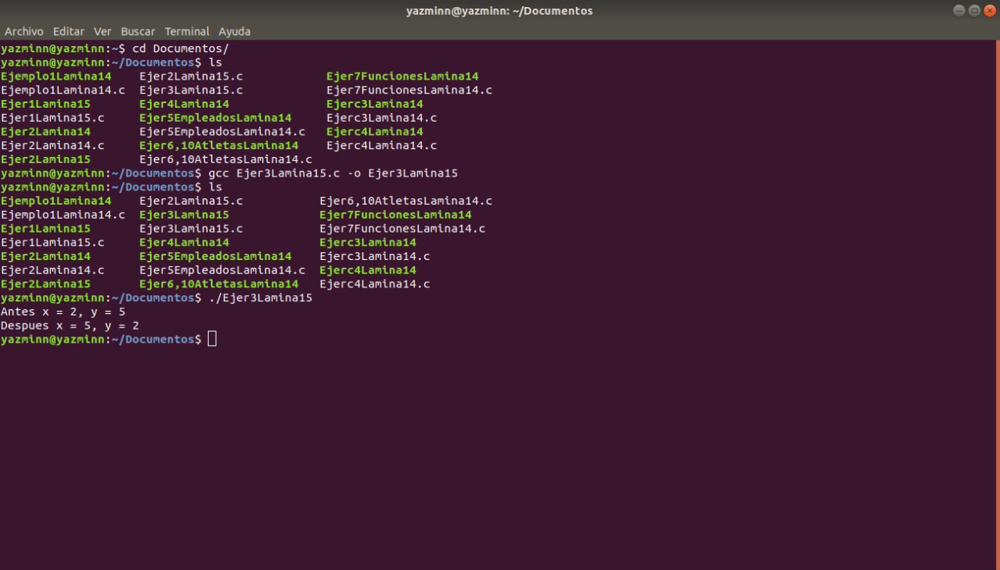 yazminn@yazminn: ~/Documentos
Archivo Editar Ver Buscar Terminal Ayuda
yazminn@yazminn:~$ cd Documentos/
yazminn@yazminn:~/Documentos$ ls
Ejemplo1Lamina14    Ejer2Lamina15.c            Ejer7FuncionesLamina14
Ejemplo1Lamina14.c  Ejer3Lamina15.c            Ejer7FuncionesLamina14.c
Ejer1Lamina15       Ejer4Lamina14              Ejerc3Lamina14
Ejer1Lamina15.c     Ejer5EmpleadosLamina14     Ejerc3Lamina14.c
Ejer2Lamina14       Ejer5EmpleadosLamina14.c   Ejerc4Lamina14
Ejer2Lamina14.c     Ejer6,10AtletasLamina14    Ejerc4Lamina14.c
Ejer2Lamina15       Ejer6,10AtletasLamina14.c
yazminn@yazminn:~/Documentos$ gcc Ejer3Lamina15.c -o Ejer3Lamina15
yazminn@yazminn:~/Documentos$ ls
Ejemplo1Lamina14    Ejer2Lamina15.c           Ejer6,10AtletasLamina14.c
Ejemplo1Lamina14.c  Ejer3Lamina15             Ejer7FuncionesLamina14
Ejer1Lamina15       Ejer3Lamina15.c           Ejer7FuncionesLamina14.c
Ejer1Lamina15.c     Ejer4Lamina14             Ejerc3Lamina14
Ejer2Lamina14       Ejer5EmpleadosLamina14    Ejerc3Lamina14.c
Ejer2Lamina14.c     Ejer5EmpleadosLamina14.c  Ejerc4Lamina14
Ejer2Lamina15       Ejer6,10AtletasLamina14   Ejerc4Lamina14.c
yazminn@yazminn:~/Documentos$ ./Ejer3Lamina15
Antes x = 2, y = 5
Despues x = 5, y = 2
yazminn@yazminn:~/Documentos$